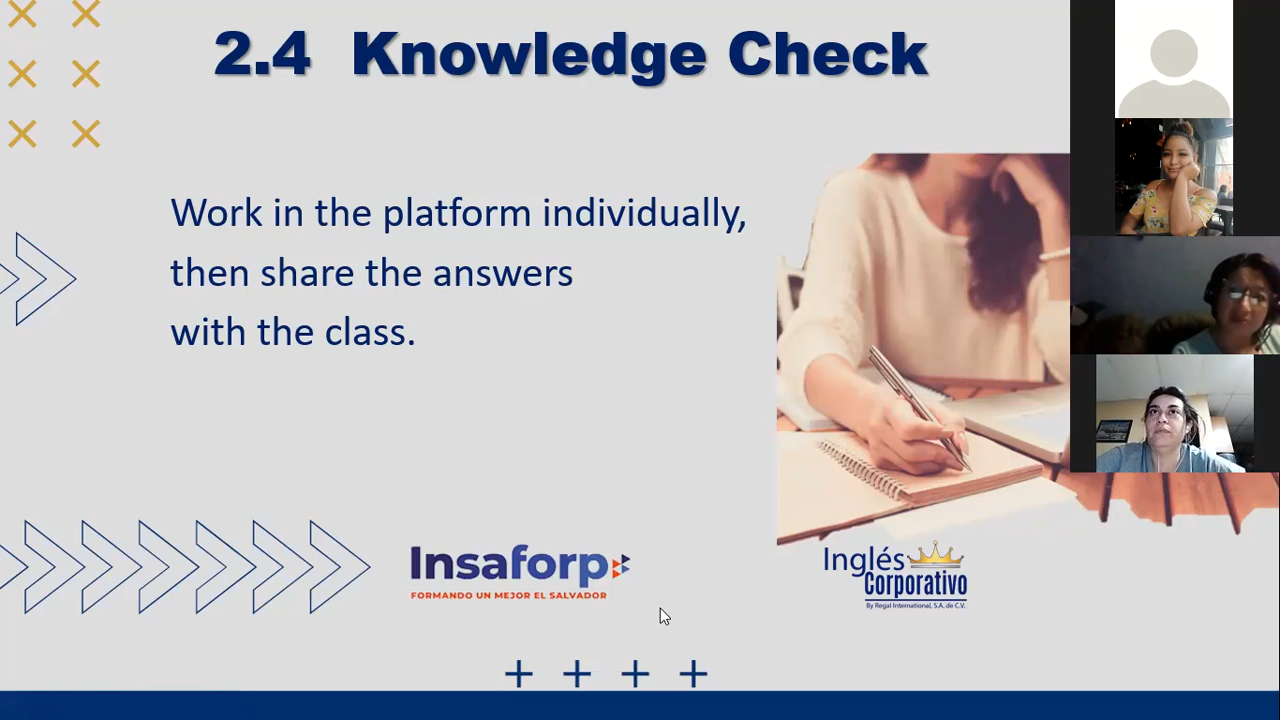 2.4 Knowledge Check
Work in the platform individually,
then share the answers
with the class.
Insaforp
FORMANDO UN MEJOR EL SALVADOR
Inglés
Corporativo
By Regal International, S.A. de C.V.